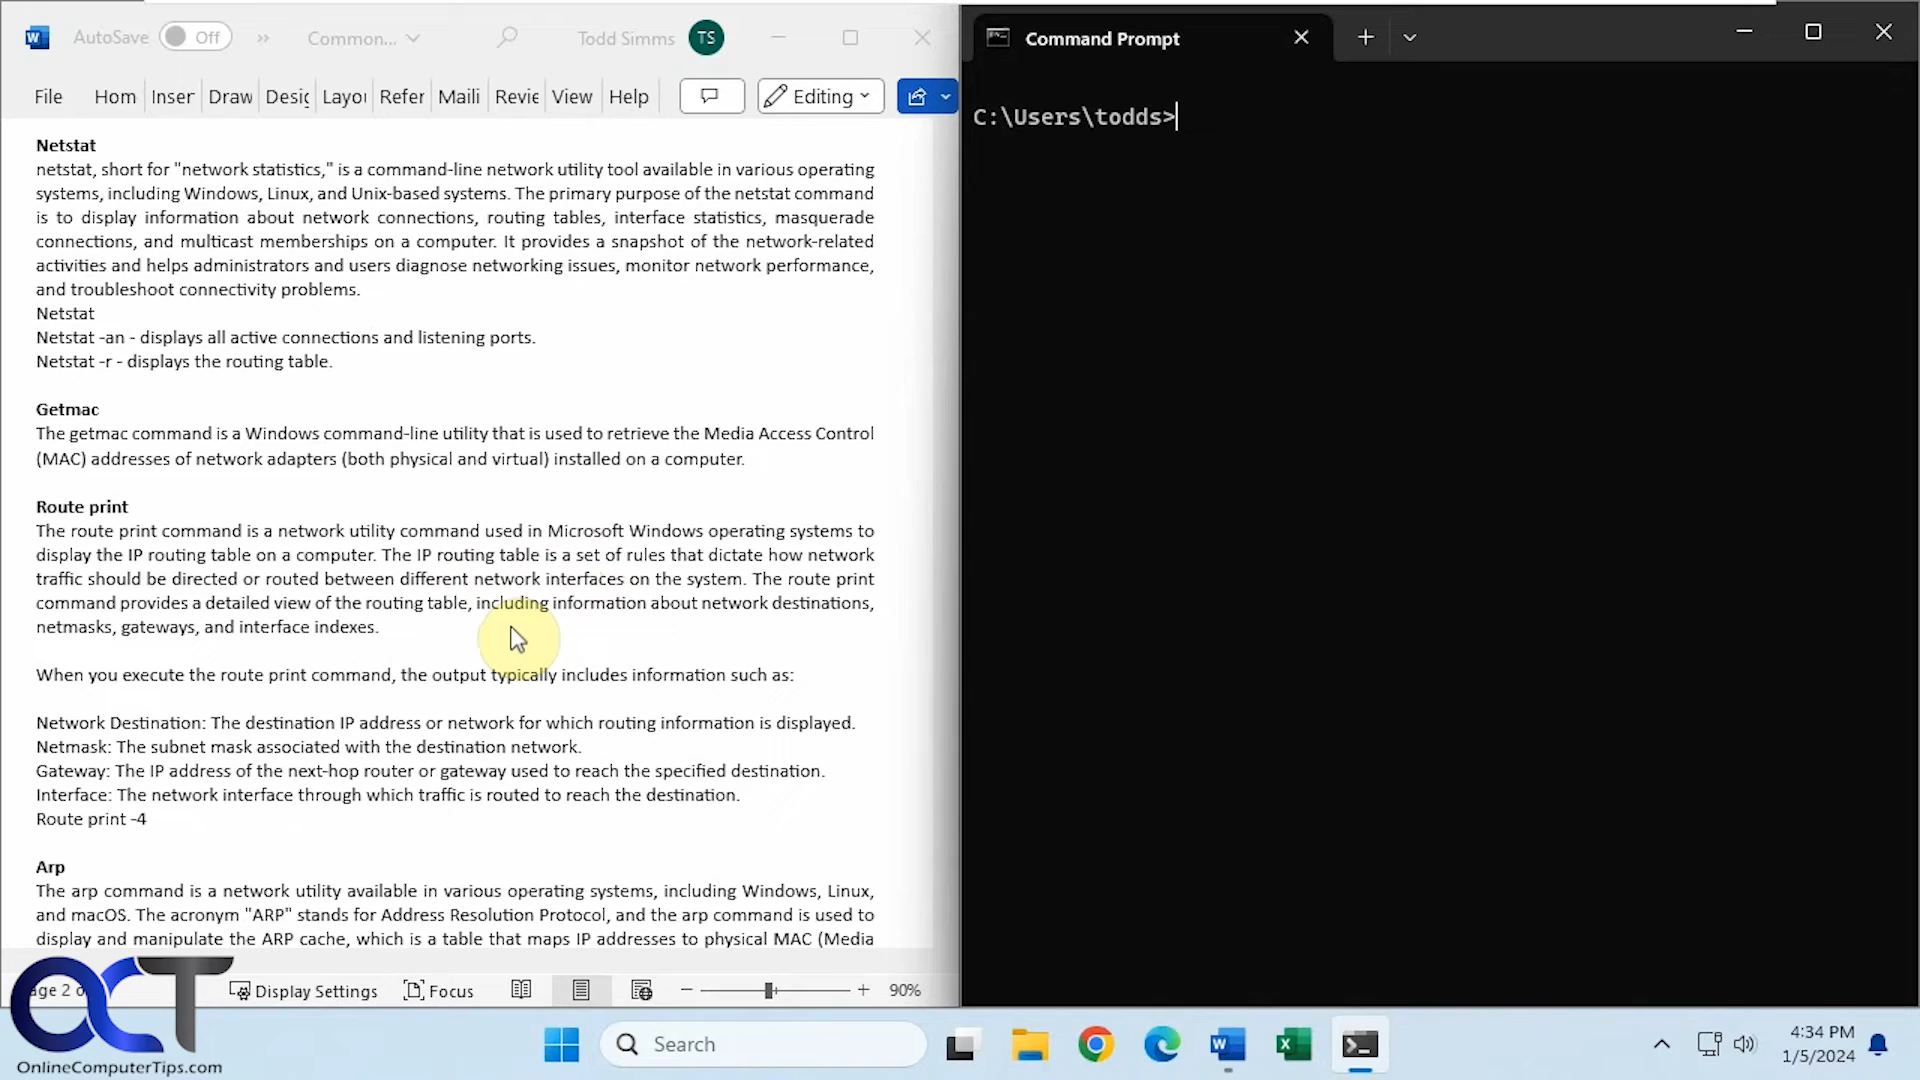 AutoSave Off Common... Todd Simms TS
File Hom Inser Draw Desig Layou Refer Maili Revie View Help Editing
Netstat
netstat, short for "network statistics," is a command-line network utility tool available in various operating
systems, including Windows, Linux, and Unix-based systems. The primary purpose of the netstat command
is to display information about network connections, routing tables, interface statistics, masquerade
connections, and multicast memberships on a computer. It provides a snapshot of the network-related
activities and helps administrators and users diagnose networking issues, monitor network performance,
and troubleshoot connectivity problems.
Netstat
Netstat -an - displays all active connections and listening ports.
Netstat -r - displays the routing table.
Getmac
The getmac command is a Windows command-line utility that is used to retrieve the Media Access Control
(MAC) addresses of network adapters (both physical and virtual) installed on a computer.
Route print
The route print command is a network utility command used in Microsoft Windows operating systems to
display the IP routing table on a computer. The IP routing table is a set of rules that dictate how network
traffic should be directed or routed between different network interfaces on the system. The route print
command provides a detailed view of the routing table, including information about network destinations,
netmasks, gateways, and interface indexes.
When you execute the route print command, the output typically includes information such as:
Network Destination: The destination IP address or network for which routing information is displayed.
Netmask: The subnet mask associated with the destination network.
Gateway: The IP address of the next-hop router or gateway used to reach the specified destination.
Interface: The network interface through which traffic is routed to reach the destination.
Route print -4
Arp
The arp command is a network utility available in various operating systems, including Windows, Linux,
and macOS. The acronym "ARP" stands for Address Resolution Protocol, and the arp command is used to
display and manipulate the ARP cache, which is a table that maps IP addresses to physical MAC (Media
age 2 o Display Settings Focus 90%
Command Prompt
C:\Users\todds>
OCT
OnlineComputerTips.com
Search
4:34 PM
1/5/2024